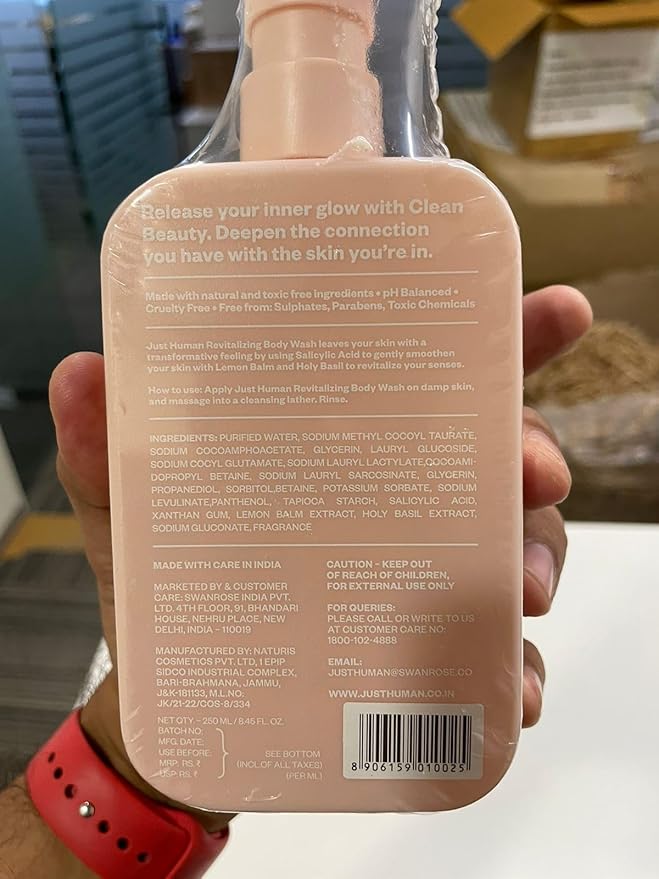 Release your inner glow with Clean
Beauty. Deepen the connection
you have with the skin you're in.
Made with natural and toxic free ingredients • pH Balanced •
Cruelty Free • Free from: Sulphates, Parabens, Toxic Chemicals
Just Human Revitalizing Body Wash leaves your skin with a
transformative feeling by using Salicylic Acid to gently smoothen
your skin with Lemon Balm and Holy Basil to revitalize your senses.
How to use: Apply Just Human Revitalizing Body Wash on damp skin,
and massage into a cleansing lather. Rinse.
INGREDIENTS: PURIFIED WATER, SODIUM METHYL COCOYL TAURATE,
SODIUM COCOAMPHOACETATE, GLYCERIN, LAURYL GLUCOSIDE,
SODIUM COCYL GLUTAMATE, SODIUM LAURYL LACTYLATE,COCOAMI-
DOPROPYL BETAINE, SODIUM LAURYL SARCOSINATE, GLYCERIN,
PROPANEDIOL, SORBITOL,BETAINE, POTASSIUM SORBATE, SODIUM
LEVULINATE,PANTHENOL, TAPIOCA STARCH, SALICYLIC ACID,
XANTHAN GUM, LEMON BALM EXTRACT, HOLY BASIL EXTRACT,
SODIUM GLUCONATE, FRAGRANCE
MADE WITH CARE IN INDIA
MARKETED BY & CUSTOMER
CARE: SWANROSE INDIA PVT.
LTD. 4TH FLOOR, 91, BHANDARI
HOUSE, NEHRU PLACE, NEW
DELHI, INDIA - 110019
MANUFACTURED BY: NATURIS
COSMETICS PVT. LTD, 1 EPIP
SIDCO INDUSTRIAL COMPLEX,
BARI-BRAHMANA, JAMMU,
J&K-181133, M.L.NO:
JK/21-22/COS-8/334
NET QTY. - 250 ML / 8.45 FL. OZ.
BATCH NO:
MFG. DATE:
USE BEFORE:
MRP: RS. ₹
USP: RS. ₹
SEE BOTTOM
(INCL.OF ALL TAXES)
(PER ML)
CAUTION - KEEP OUT
OF REACH OF CHILDREN,
FOR EXTERNAL USE ONLY
FOR QUERIES:
PLEASE CALL OR WRITE TO US
AT CUSTOMER CARE NO:
1800-102-4888
EMAIL:
JUSTHUMAN@SWANROSE.CO
WWW.JUSTHUMAN.CO.IN
8 906159 010025